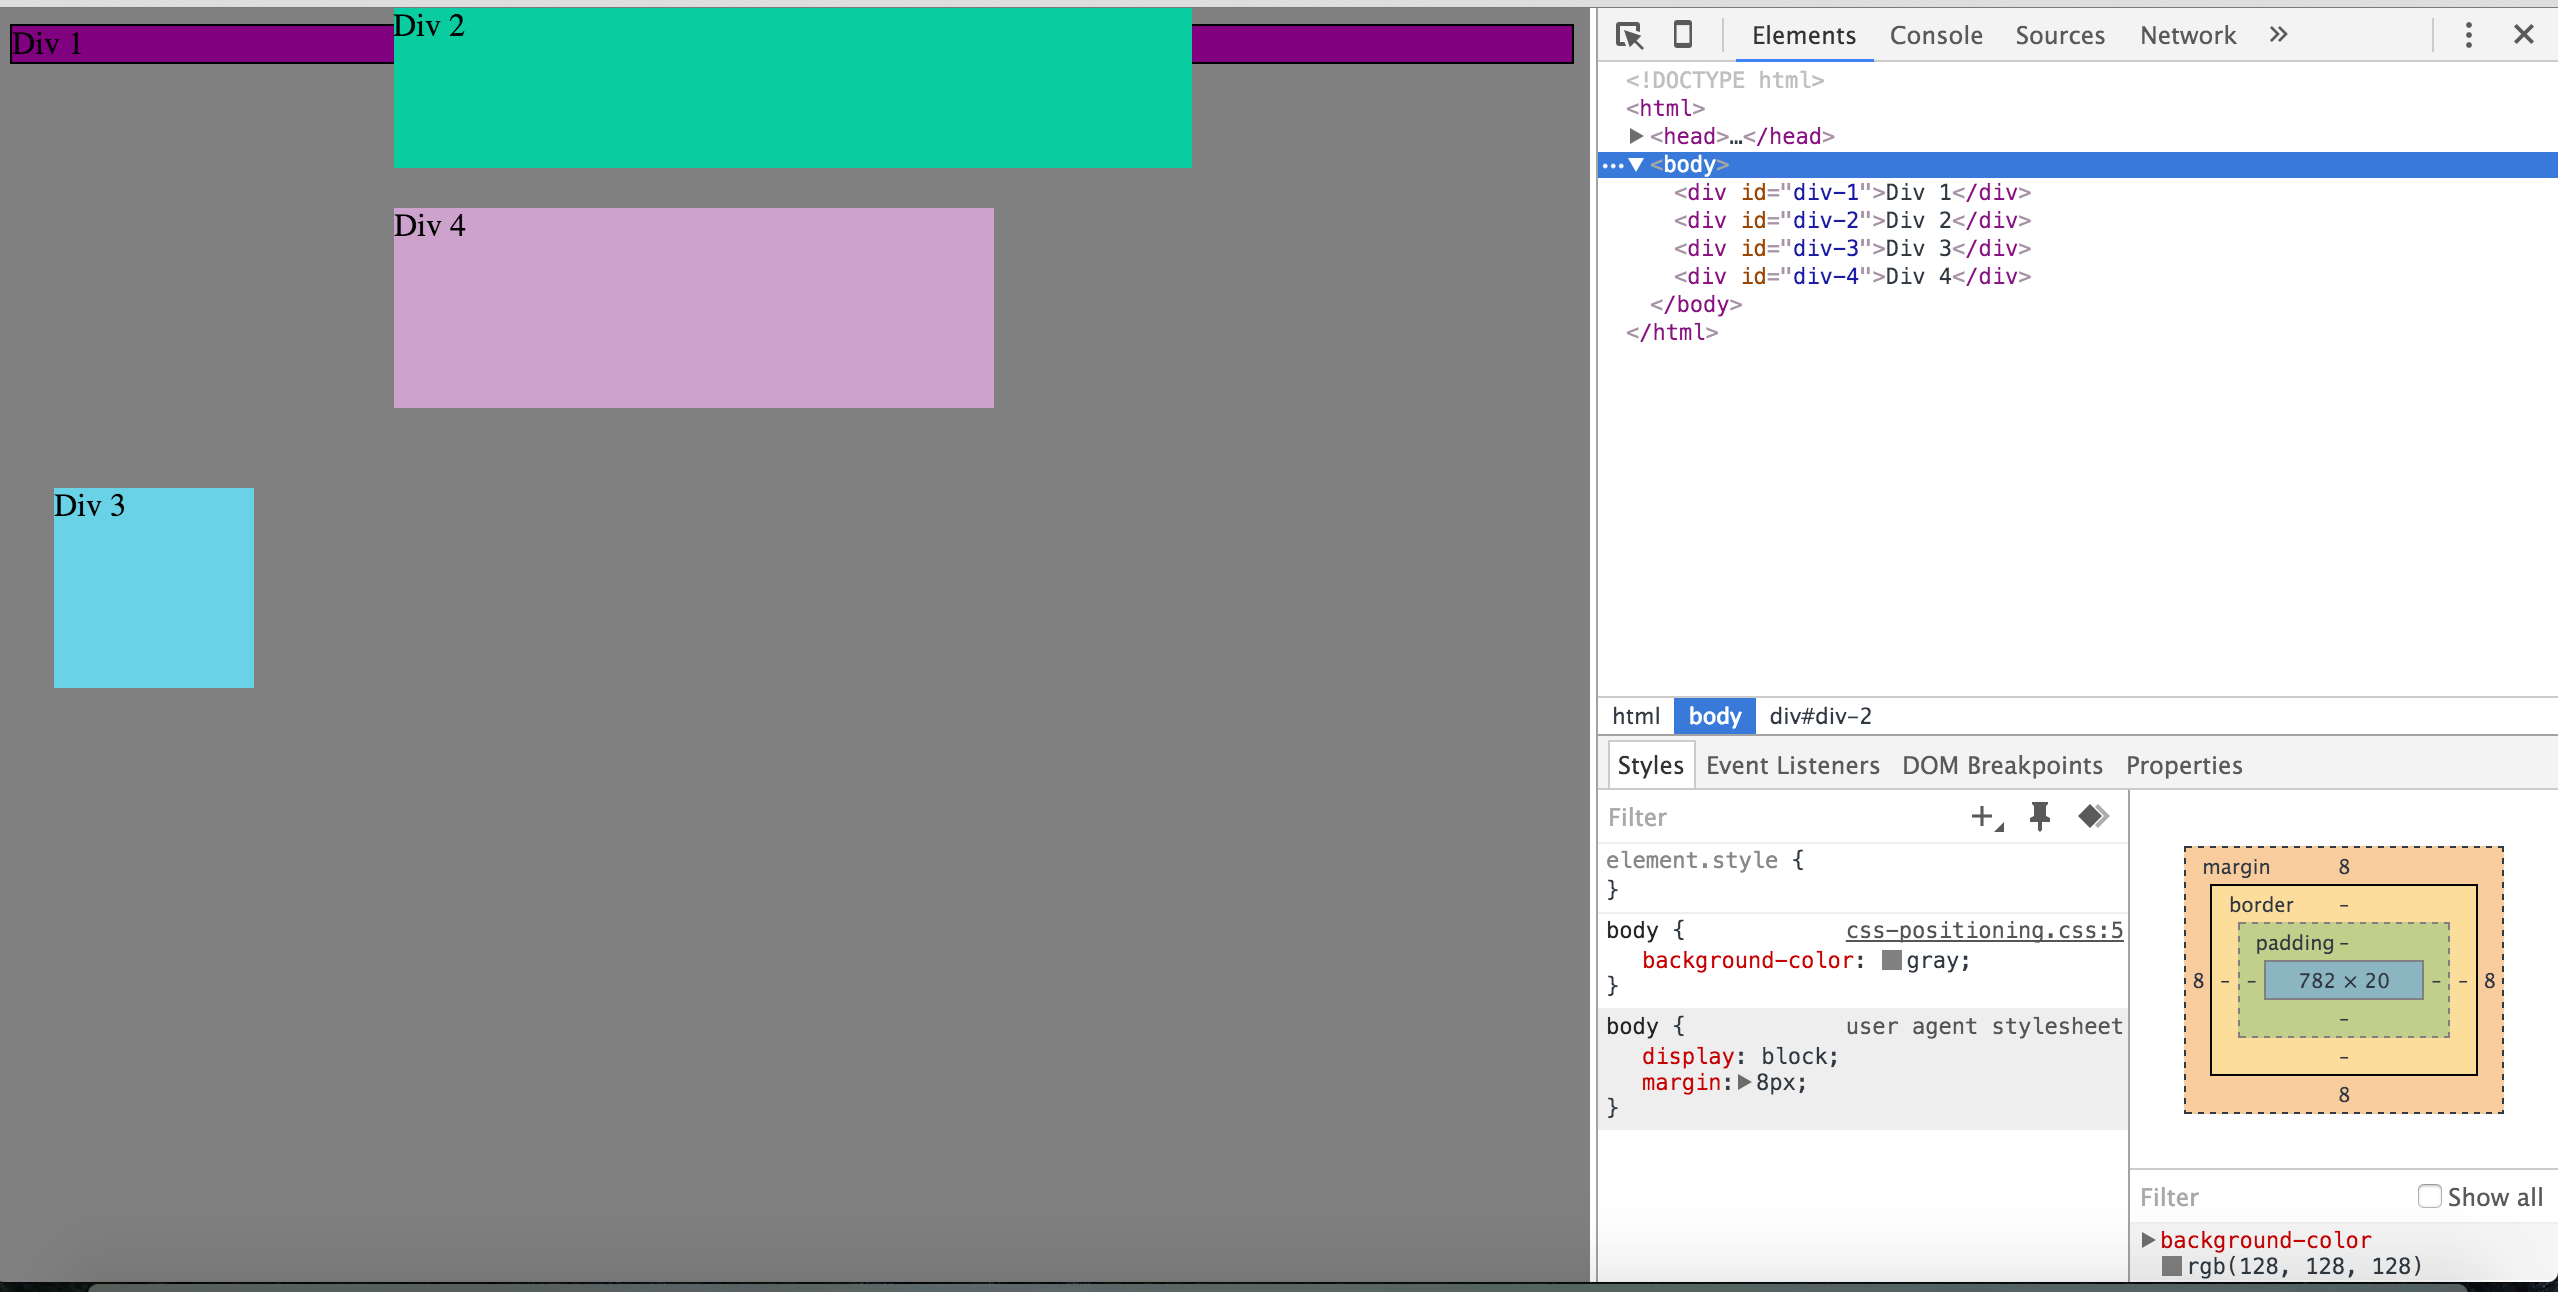 Div 1
Div 2
Div 4
Div 3
Elements Console Sources Network »
<!DOCTYPE html>
<html>
<head>…</head>
<body>
<div id="div-1">Div 1</div>
<div id="div-2">Div 2</div>
<div id="div-3">Div 3</div>
<div id="div-4">Div 4</div>
</body>
</html>
html body div#div-2
Styles Event Listeners DOM Breakpoints Properties
Filter
element.style {
}
body { css-positioning.css:5
background-color: gray;
}
body { user agent stylesheet
display: block;
margin: 8px;
}
margin 8
border –
padding –
8 – – 782 × 20 – – 8
–
–
8
Filter Show all
background-color
rgb(128, 128, 128)